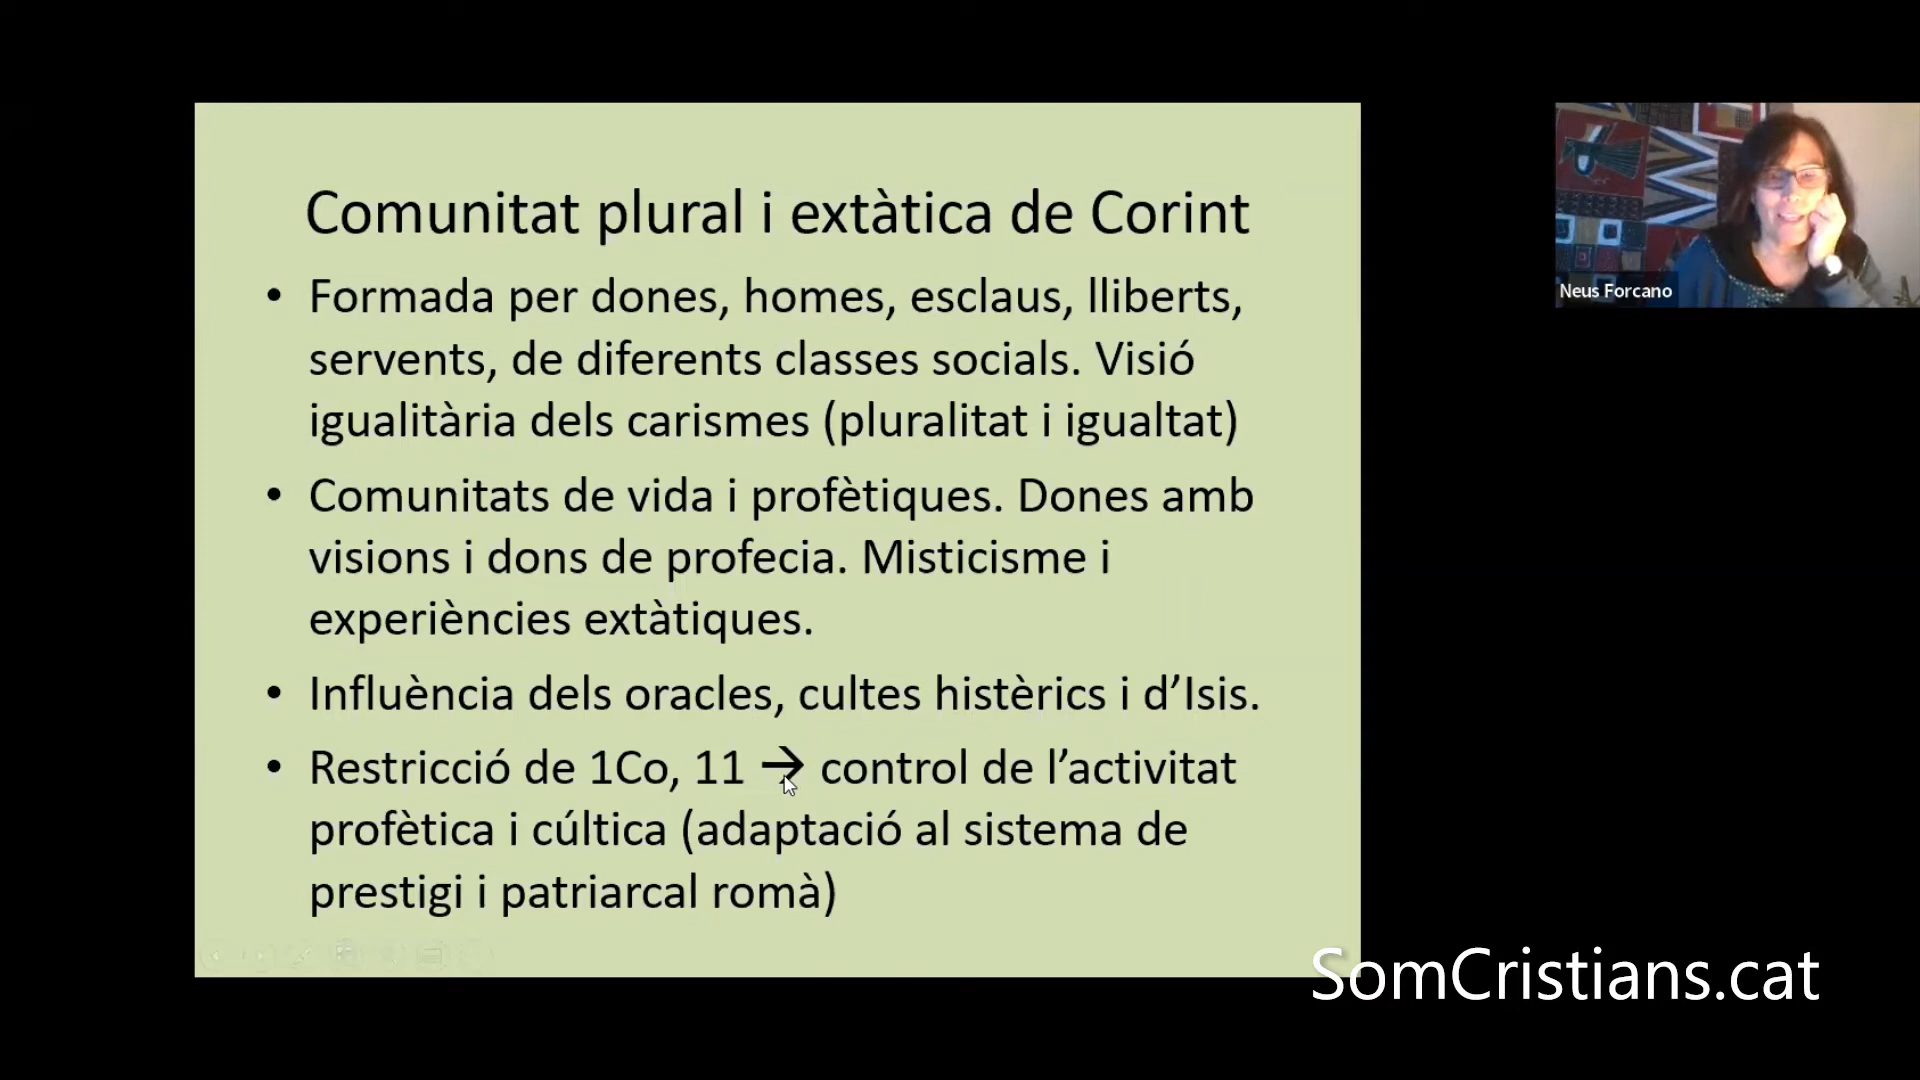 Comunitat plural i extàtica de Corint
• Formada per dones, homes, esclaus, lliberts,
servents, de diferents classes socials. Visió
igualitària dels carismes (pluralitat i igualtat)
• Comunitats de vida i profètiques. Dones amb
visions i dons de profecia. Misticisme i
experiències extàtiques.
• Influència dels oracles, cultes histèrics i d’Isis.
• Restricció de 1Co, 11 → control de l’activitat
profètica i cúltica (adaptació al sistema de
prestigi i patriarcal romà)
Neus Forcano
SomCristians.cat